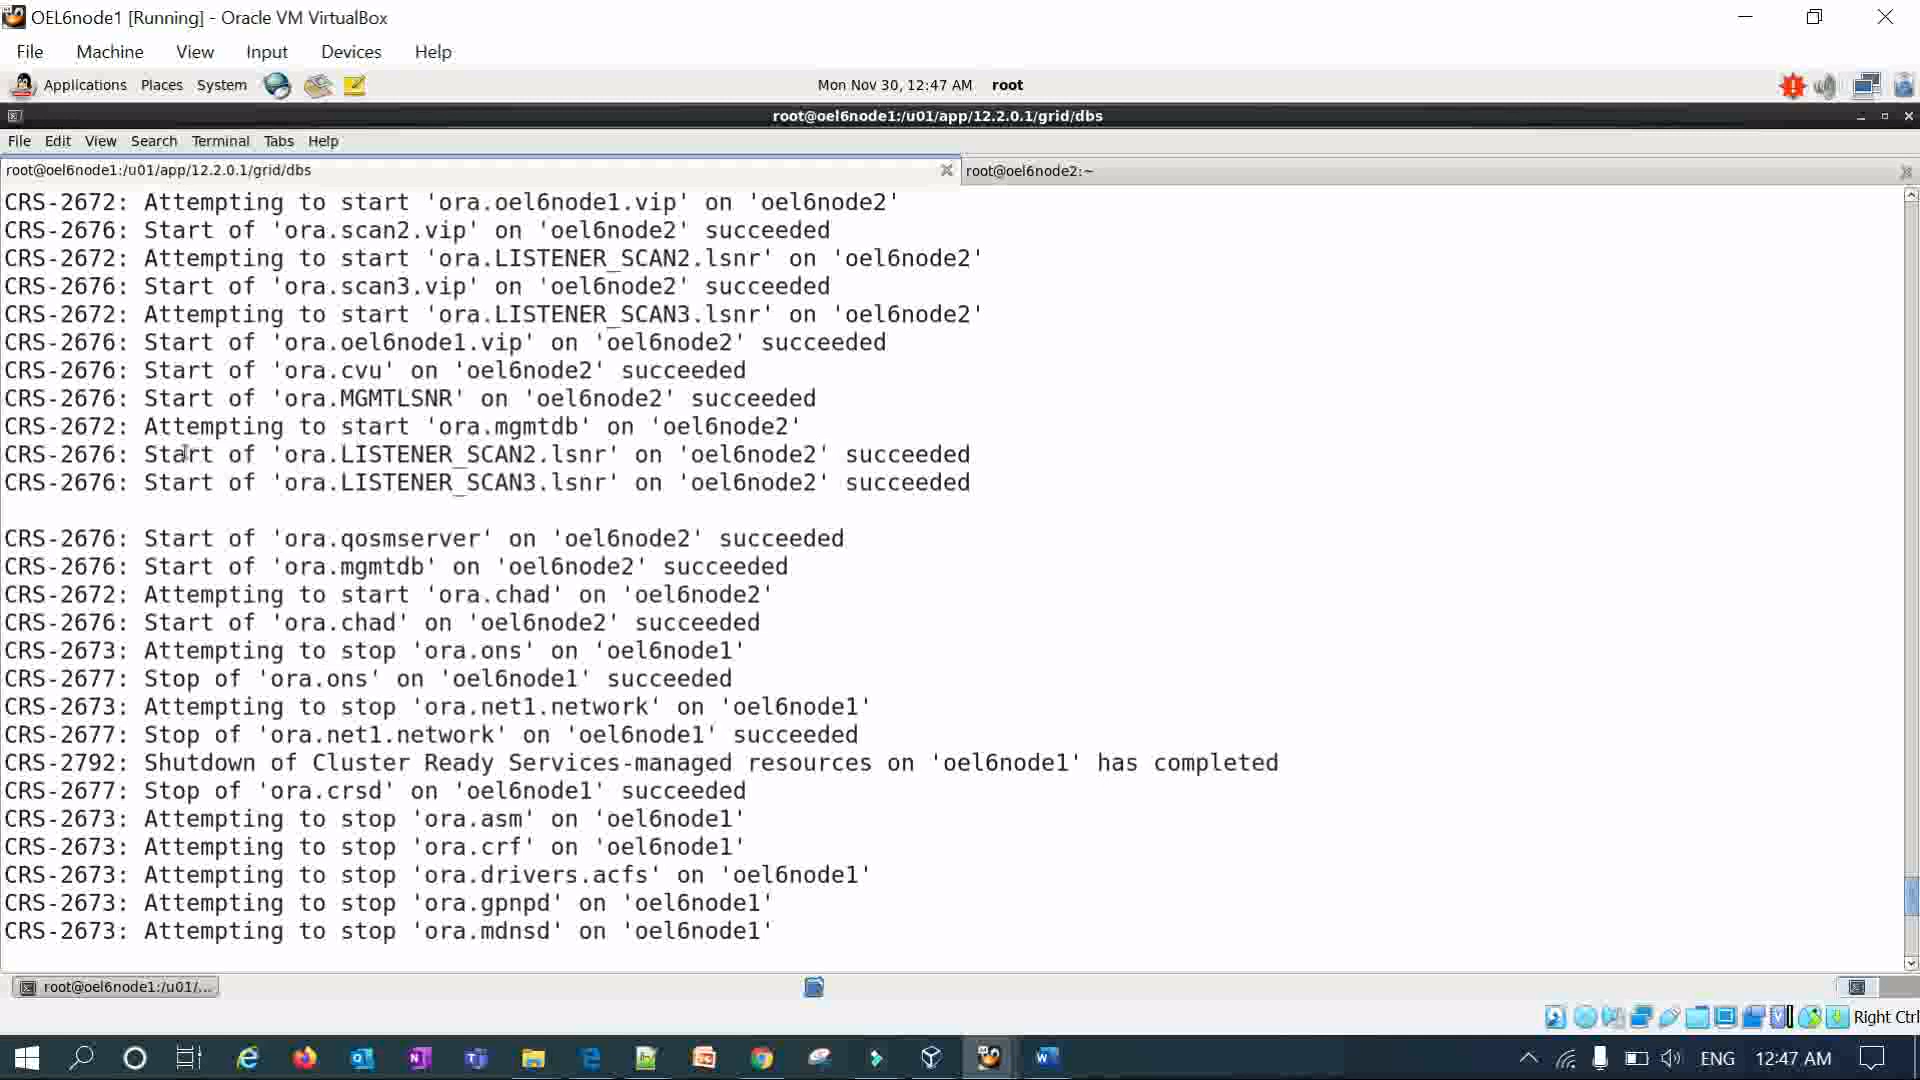 OEL6node1 [Running] - Oracle VM VirtualBox
File Machine View Input Devices Help
Applications Places System Mon Nov 30, 12:47 AM root
root@oel6node1:/u01/app/12.2.0.1/grid/dbs
File Edit View Search Terminal Tabs Help
root@oel6node1:/u01/app/12.2.0.1/grid/dbs root@oel6node2:~
CRS-2672: Attempting to start 'ora.oel6node1.vip' on 'oel6node2'
CRS-2676: Start of 'ora.scan2.vip' on 'oel6node2' succeeded
CRS-2672: Attempting to start 'ora.LISTENER_SCAN2.lsnr' on 'oel6node2'
CRS-2676: Start of 'ora.scan3.vip' on 'oel6node2' succeeded
CRS-2672: Attempting to start 'ora.LISTENER_SCAN3.lsnr' on 'oel6node2'
CRS-2676: Start of 'ora.oel6node1.vip' on 'oel6node2' succeeded
CRS-2676: Start of 'ora.cvu' on 'oel6node2' succeeded
CRS-2676: Start of 'ora.MGMTLSNR' on 'oel6node2' succeeded
CRS-2672: Attempting to start 'ora.mgmtdb' on 'oel6node2'
CRS-2676: Start of 'ora.LISTENER_SCAN2.lsnr' on 'oel6node2' succeeded
CRS-2676: Start of 'ora.LISTENER_SCAN3.lsnr' on 'oel6node2' succeeded
CRS-2676: Start of 'ora.qosmserver' on 'oel6node2' succeeded
CRS-2676: Start of 'ora.mgmtdb' on 'oel6node2' succeeded
CRS-2672: Attempting to start 'ora.chad' on 'oel6node2'
CRS-2676: Start of 'ora.chad' on 'oel6node2' succeeded
CRS-2673: Attempting to stop 'ora.ons' on 'oel6node1'
CRS-2677: Stop of 'ora.ons' on 'oel6node1' succeeded
CRS-2673: Attempting to stop 'ora.net1.network' on 'oel6node1'
CRS-2677: Stop of 'ora.net1.network' on 'oel6node1' succeeded
CRS-2792: Shutdown of Cluster Ready Services-managed resources on 'oel6node1' has completed
CRS-2677: Stop of 'ora.crsd' on 'oel6node1' succeeded
CRS-2673: Attempting to stop 'ora.asm' on 'oel6node1'
CRS-2673: Attempting to stop 'ora.crf' on 'oel6node1'
CRS-2673: Attempting to stop 'ora.drivers.acfs' on 'oel6node1'
CRS-2673: Attempting to stop 'ora.gpnpd' on 'oel6node1'
CRS-2673: Attempting to stop 'ora.mdnsd' on 'oel6node1'
root@oel6node1:/u01/...
Right Ctrl
ENG 12:47 AM